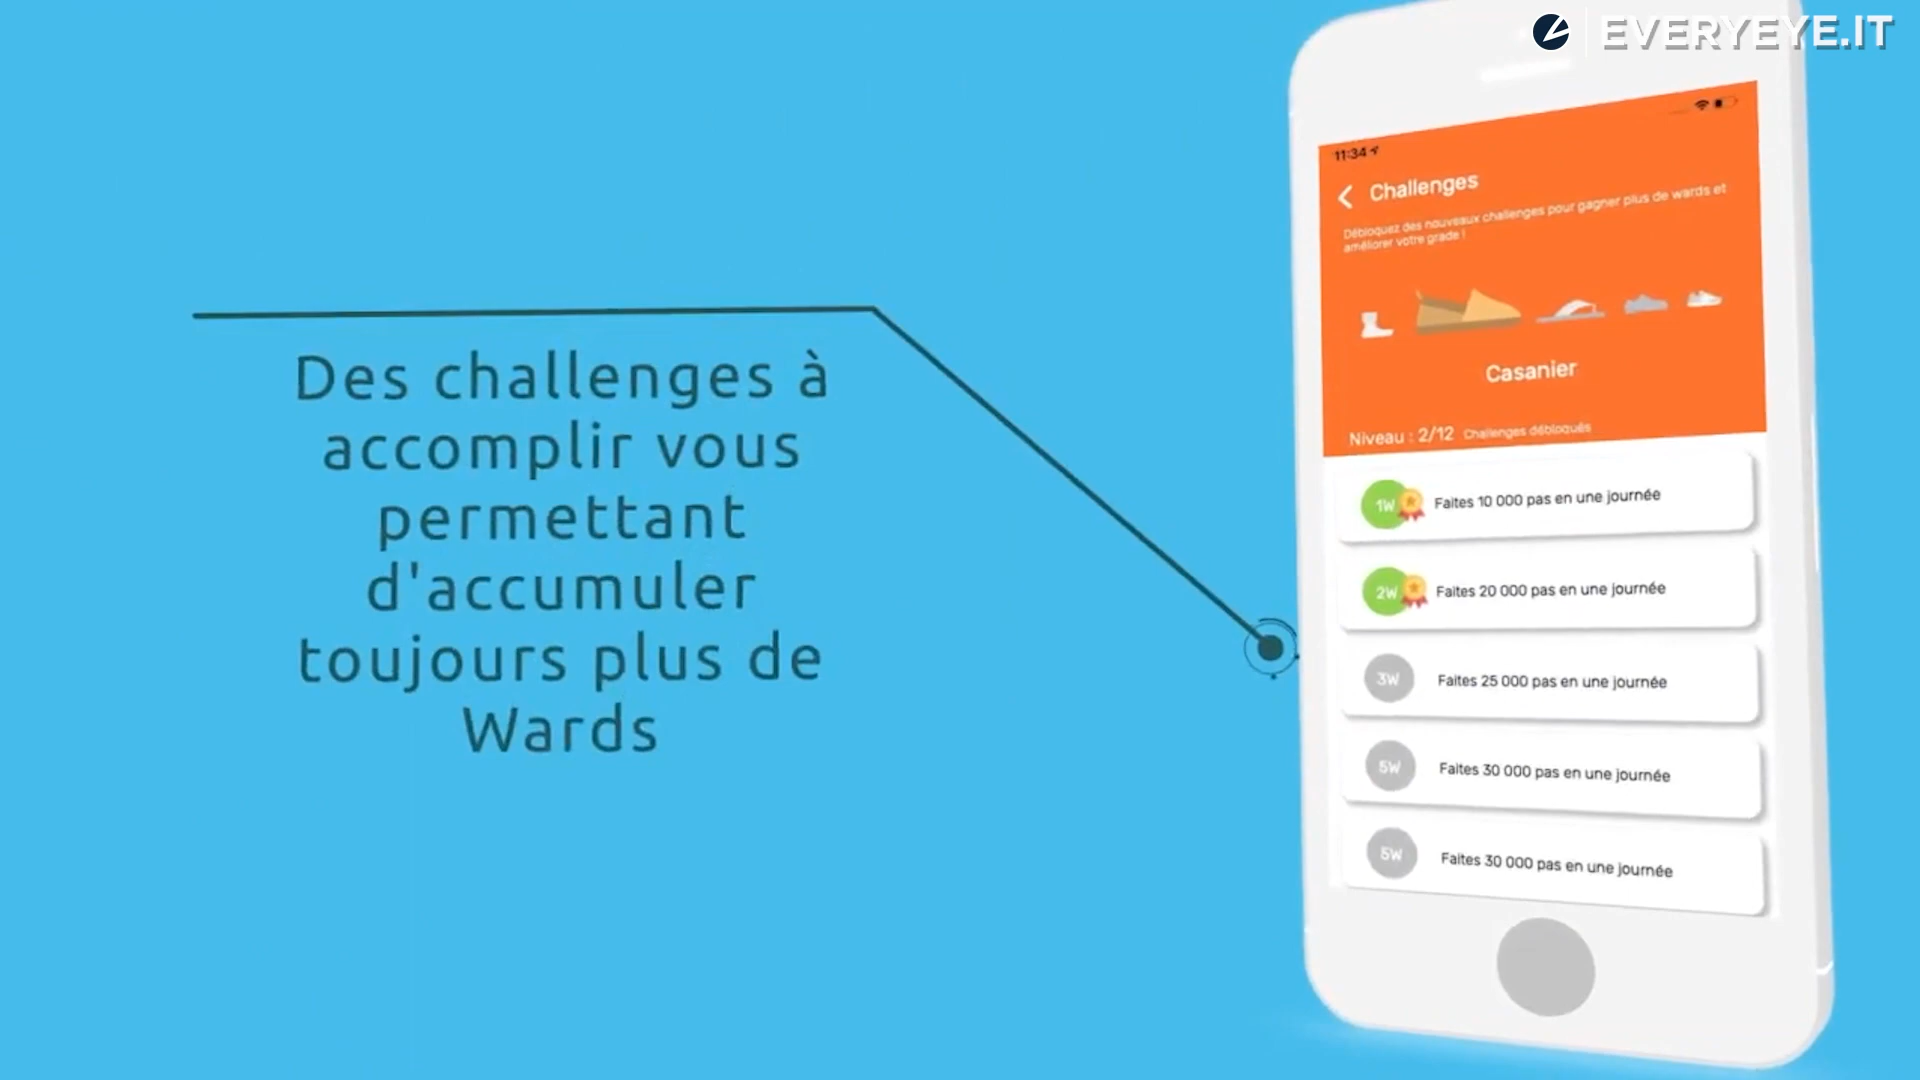 EVERYEYE.IT
Des challenges à
accomplir vous
permettant
d'accumuler
toujours plus de
Wards
11:34
Challenges
Débloquez des nouveaux challenges pour gagner plus de wards et
améliorer votre grade !
Casanier
Niveau : 2/12 Challenges débloqués
1W Faites 10 000 pas en une journée
2W Faites 20 000 pas en une journée
3W Faites 25 000 pas en une journée
5W Faites 30 000 pas en une journée
5W Faites 30 000 pas en une journée